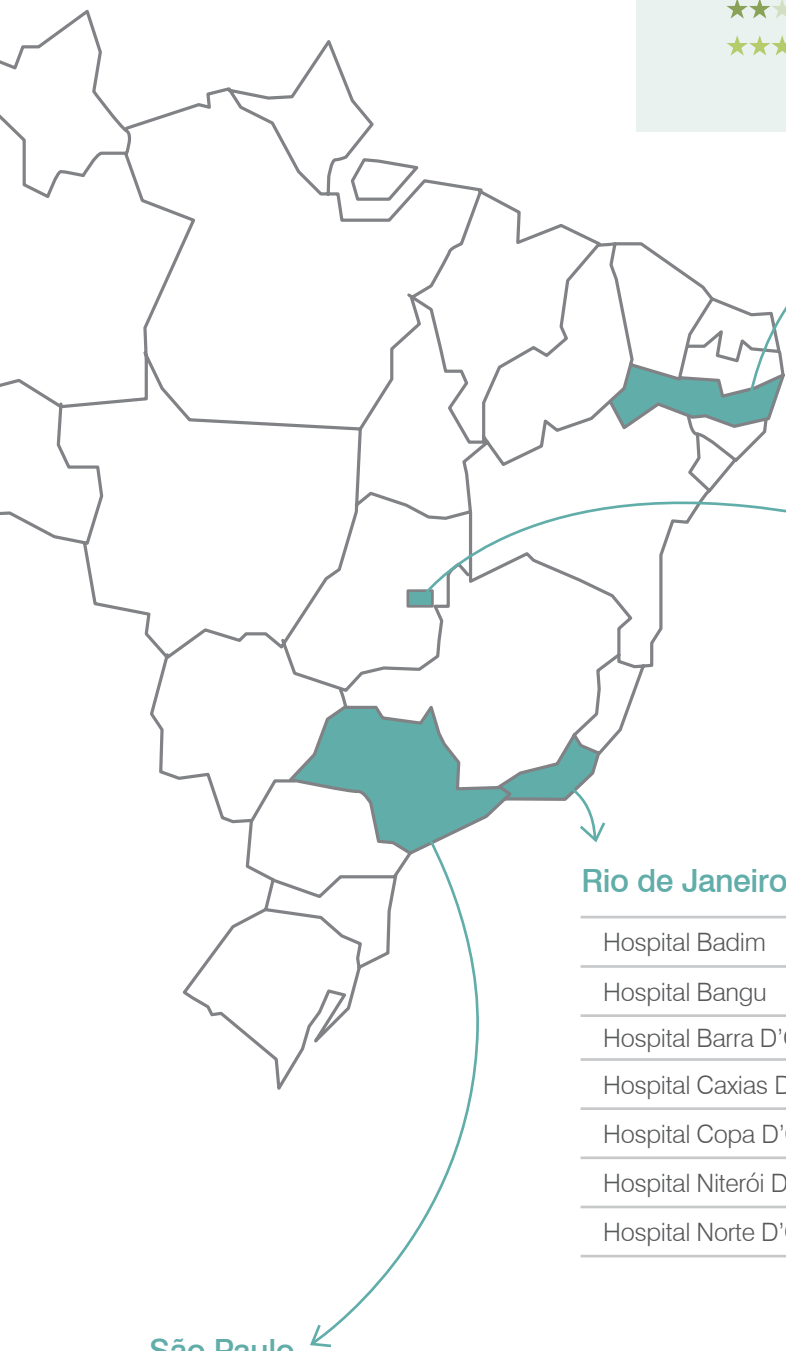 Rio de Janeiro
Hospital Badim
Hospital Bangu
Hospital Barra
Hospital Caxias
Hospital Copa
Hospital Niterói
Hospital Norte
São Paulo